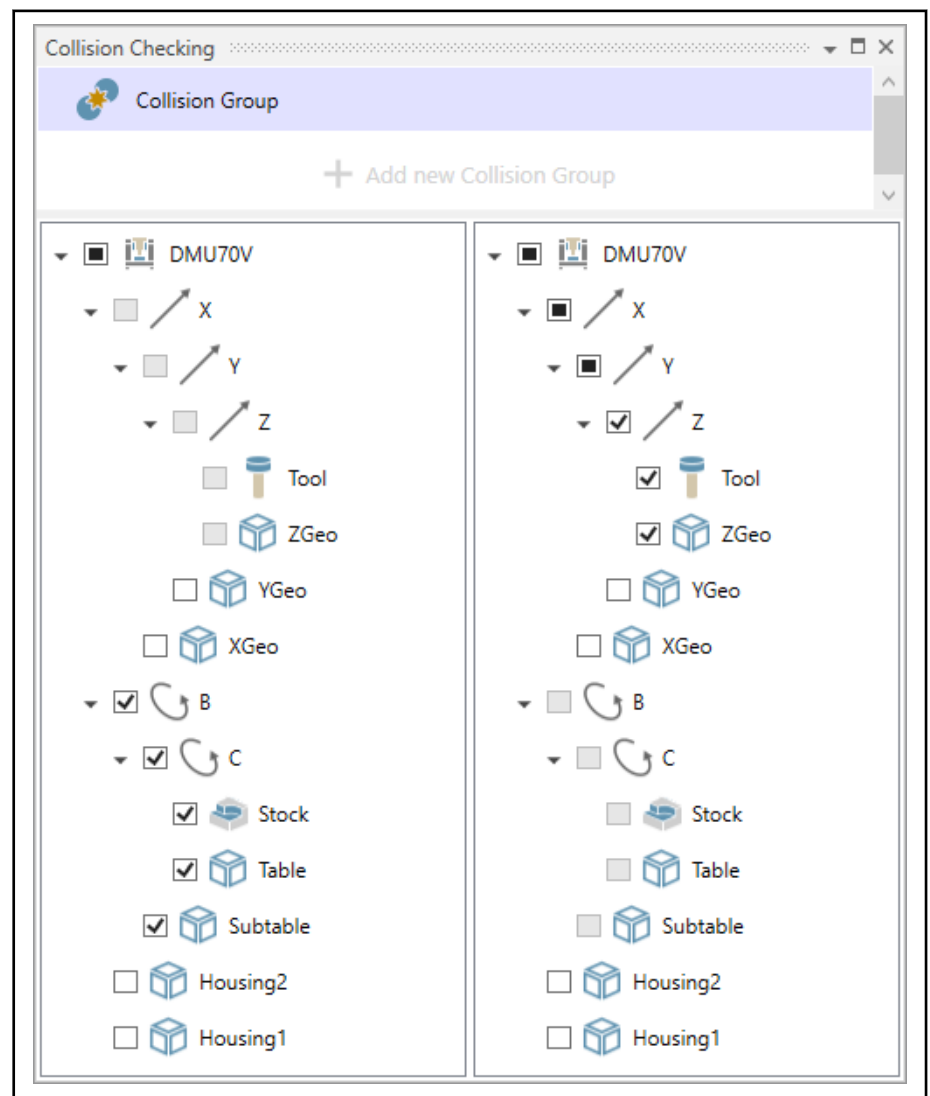 Collision Checking
Collision Group
Add new Collision Group
DMU70V
X
Y
Z
Tool
ZGeo
YGeo
XGeo
B
C
Stock
Table
Subtable
Housing2
Housing1
DMU70V
X
Y
Z
Tool
ZGeo
YGeo
XGeo
B
C
Stock
Table
Subtable
Housing2
Housing1